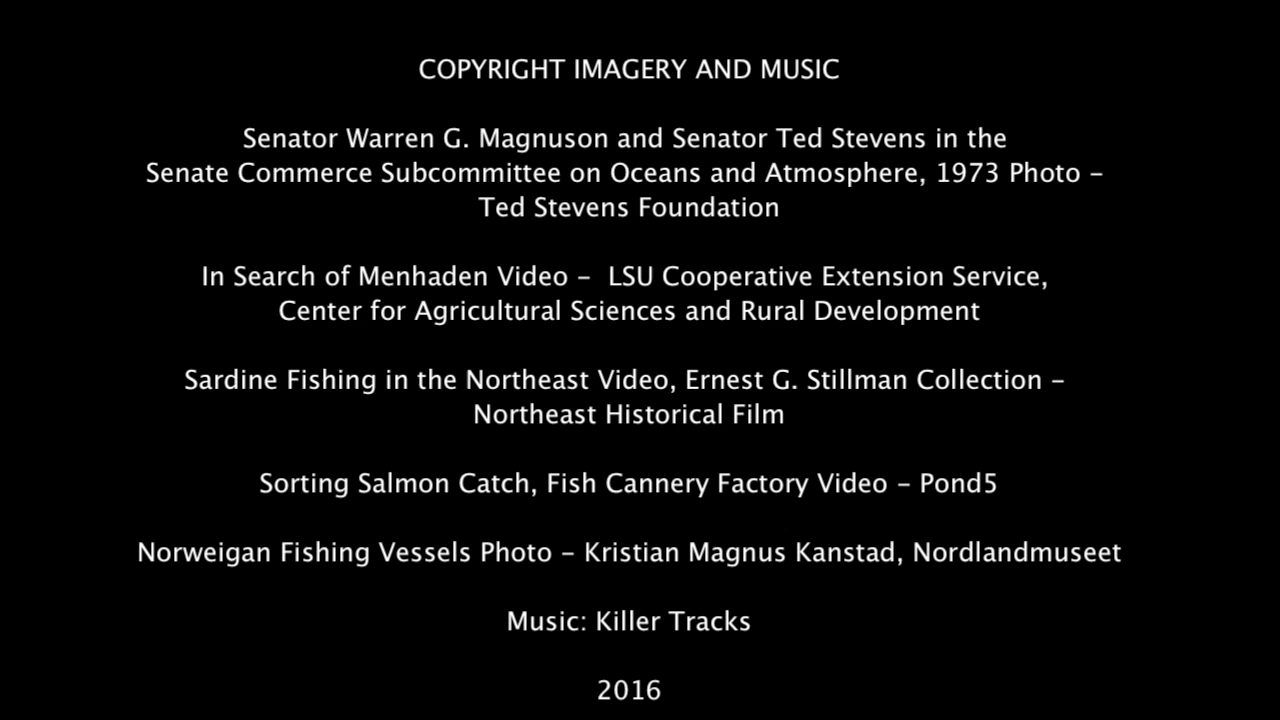 COPYRIGHT IMAGERY AND MUSIC
Senator Warren G. Magnuson and Senator Ted Stevens in the
Senate Commerce Subcommittee on Oceans and Atmosphere, 1973 Photo –
Ted Stevens Foundation
In Search of Menhaden Video –  LSU Cooperative Extension Service,
Center for Agricultural Sciences and Rural Development
Sardine Fishing in the Northeast Video, Ernest G. Stillman Collection –
Northeast Historical Film
Sorting Salmon Catch, Fish Cannery Factory Video – Pond5
Norweigan Fishing Vessels Photo – Kristian Magnus Kanstad, Nordlandmuseet
Music: Killer Tracks
2016